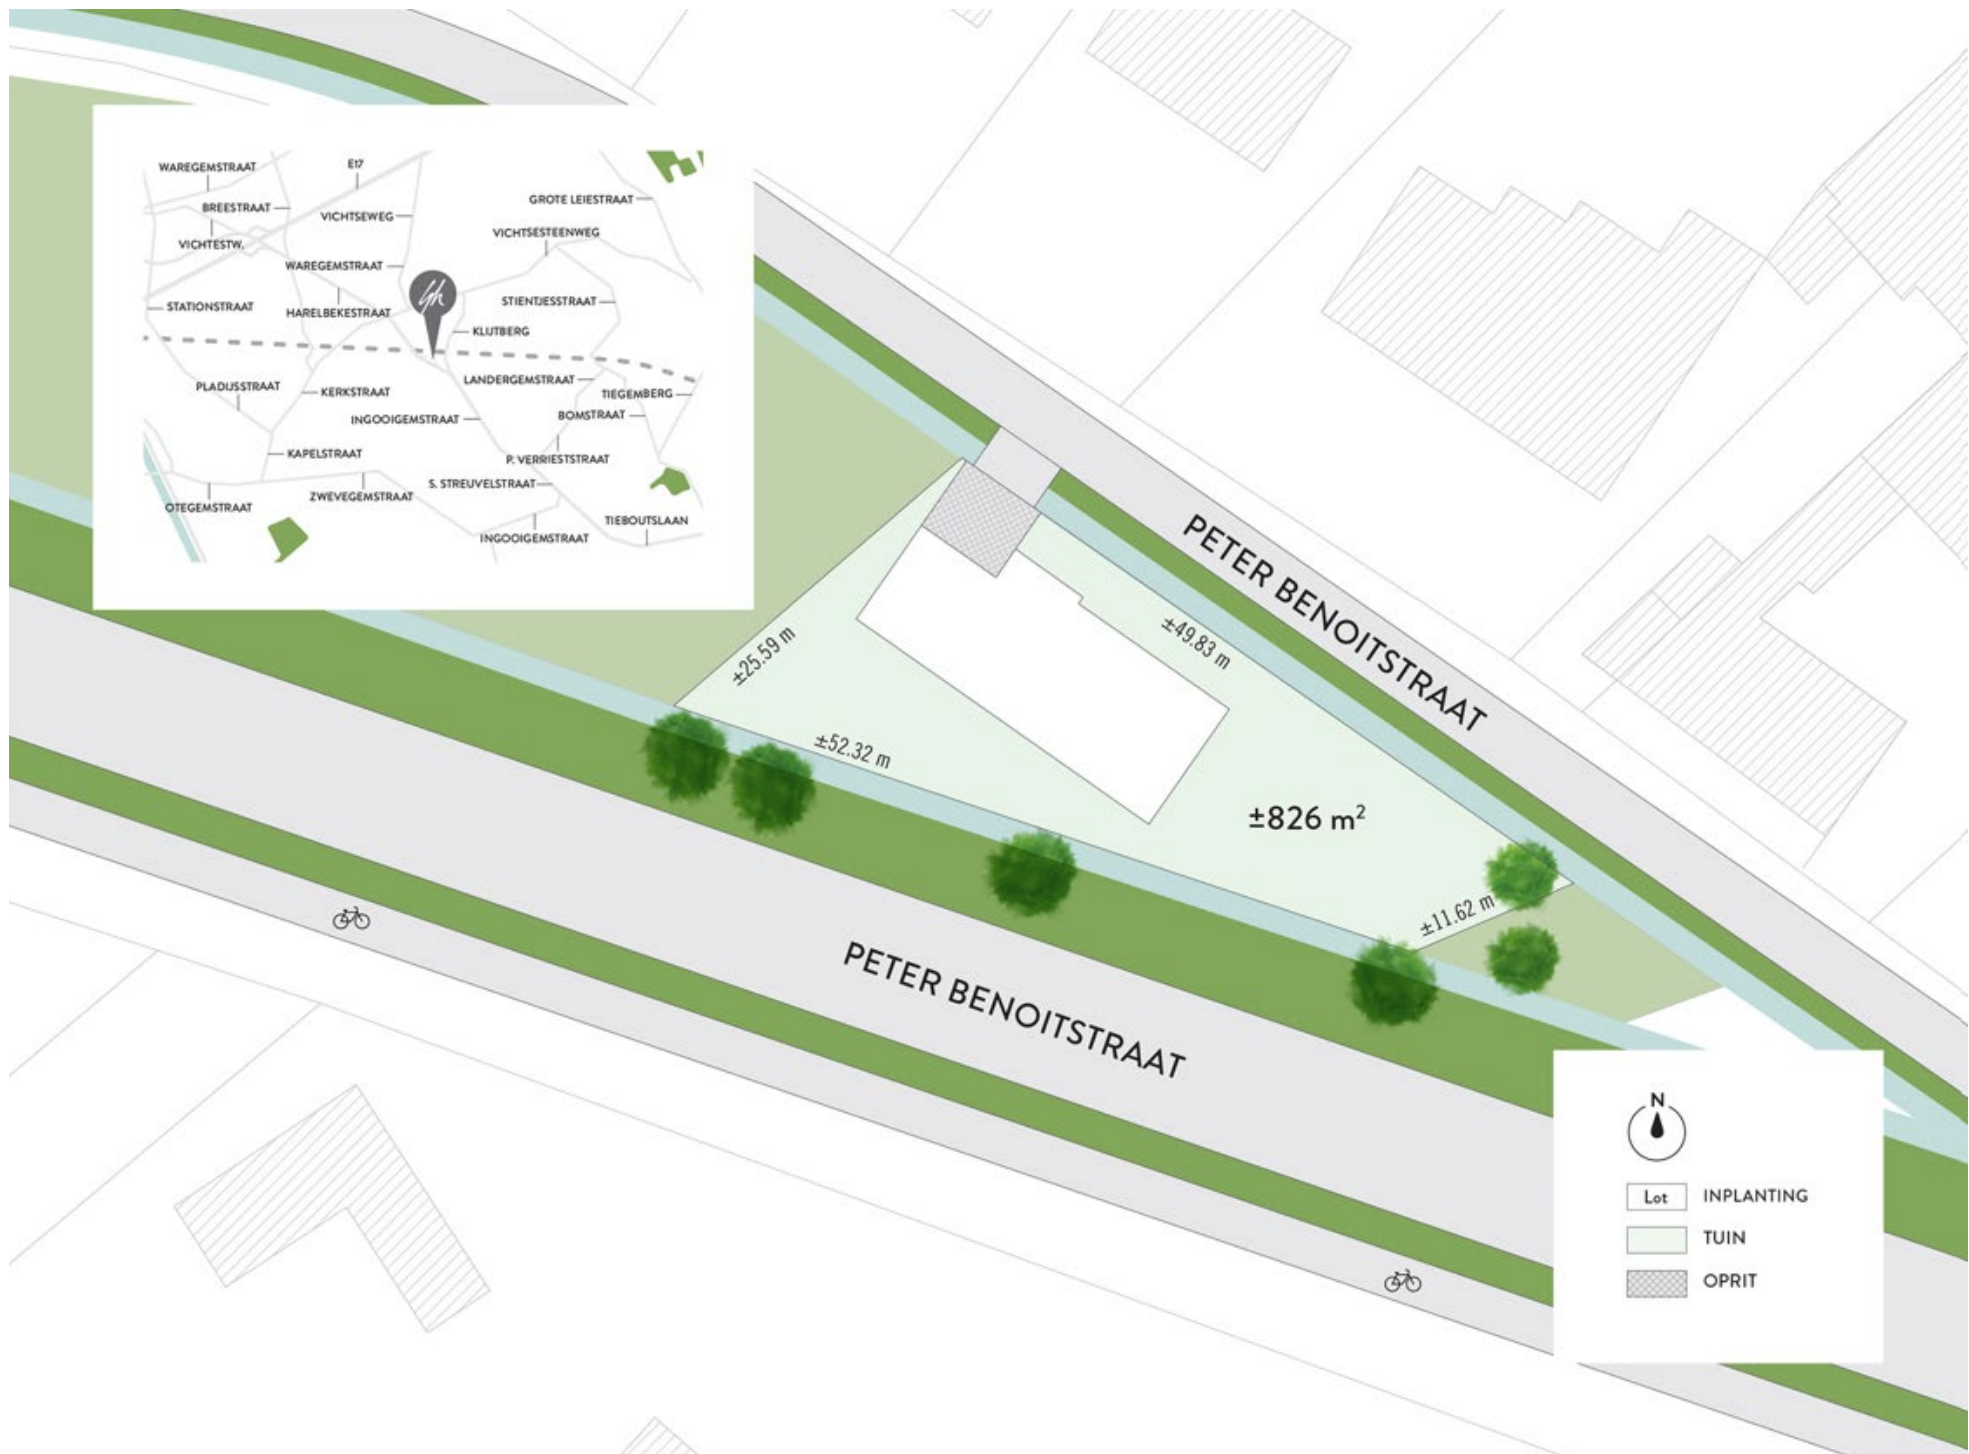 WAREGEMSTRAAT
E17
BREESTRAAT
VICHTSEWEG
GROTE LEIESTRAAT
VICHTESTW.
VICHTSESTEENWEG
WAREGEMSTRAAT
STATIONSTRAAT
HARELBEKESTRAAT
STIENTJESSTRAAT
KLIJTBERG
PLADIJSSTRAAT
KERKSTRAAT
LANDERGEMSTRAAT
TIEGEMBERG
INGOOIGEMSTRAAT
BOMSTRAAT
KAPELSTRAAT
P. VERRIESTSTRAAT
OTEGEMSTRAAT
ZWEVEGEMSTRAAT
S. STREUVELSTRAAT
INGOOIGEMSTRAAT
TIEBOUTSLAAN
PETER BENOITSTRAAT
±49.83 m
±25.59 m
±52.32 m
±826 m²
±11.62 m
PETER BENOITSTRAAT
N
Lot INPLANTING
TUIN
OPRIT